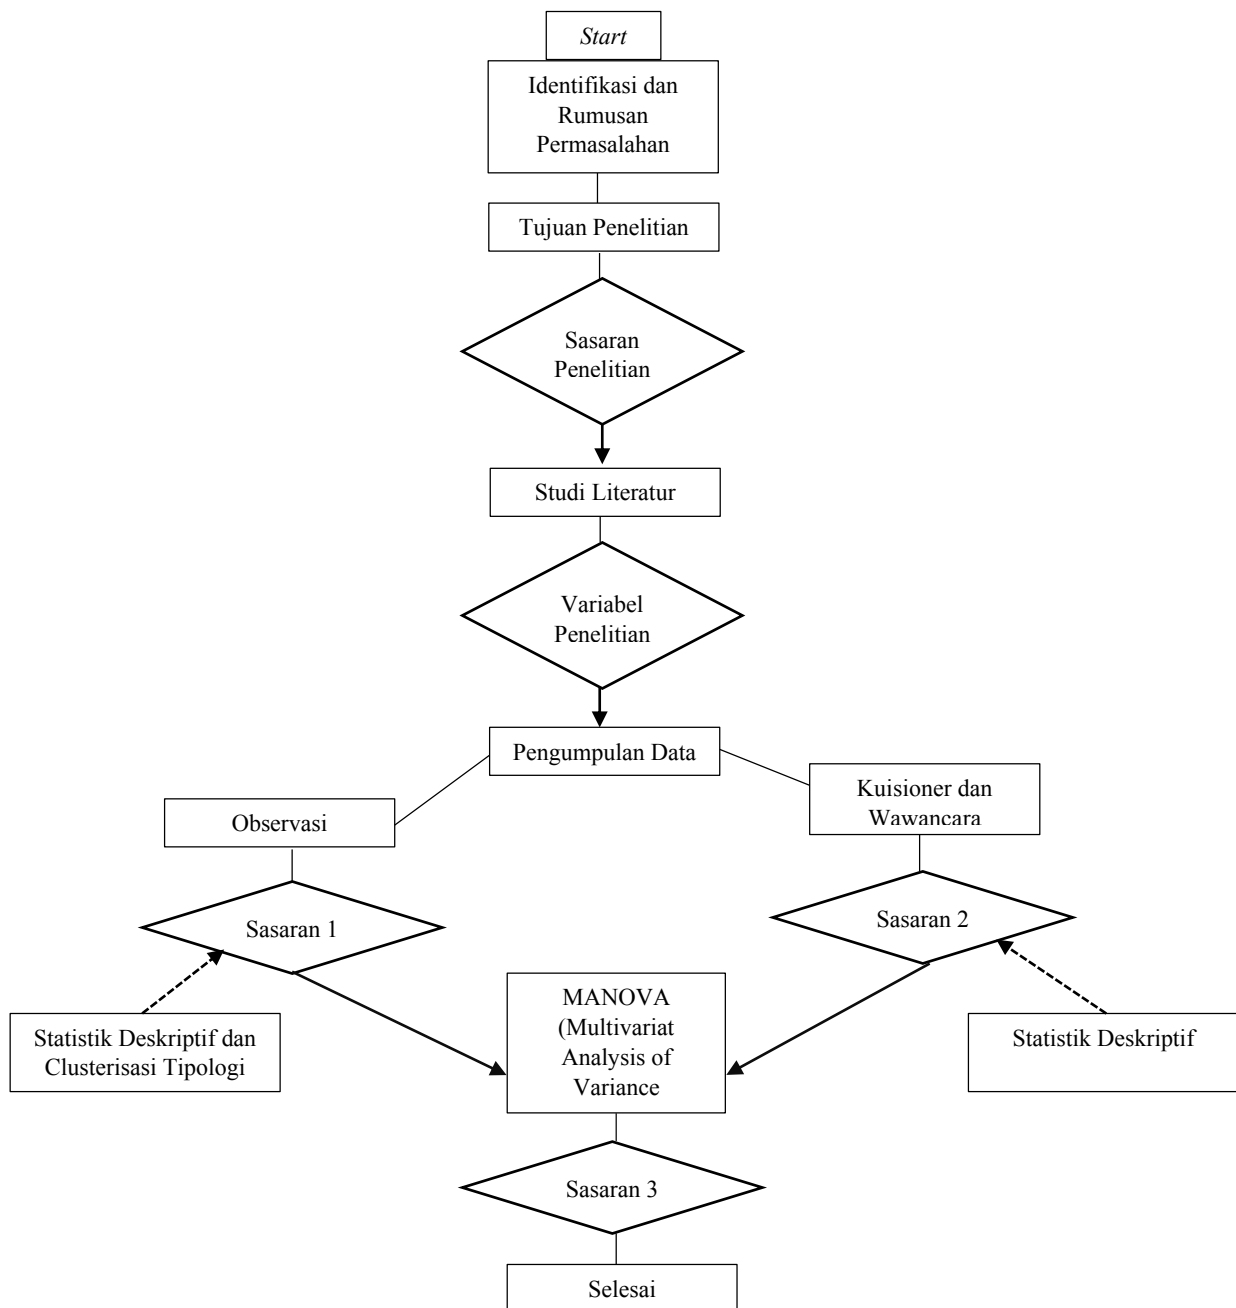 Start
Identifikasi dan
Rumusan
Permasalahan
Tujuan Penelitian
Sasaran
Penelitian
Studi Literatur
Variabel
Penelitian
Pengumpulan Data
Kuisioner dan
Wawancara
Observasi
Sasaran 1
Sasaran 2
MANOVA
(Multivariat
Analysis of
Variance
Statistik Deskriptif dan
Clusterisasi Tipologi
Statistik Deskriptif
Sasaran 3
Selesai